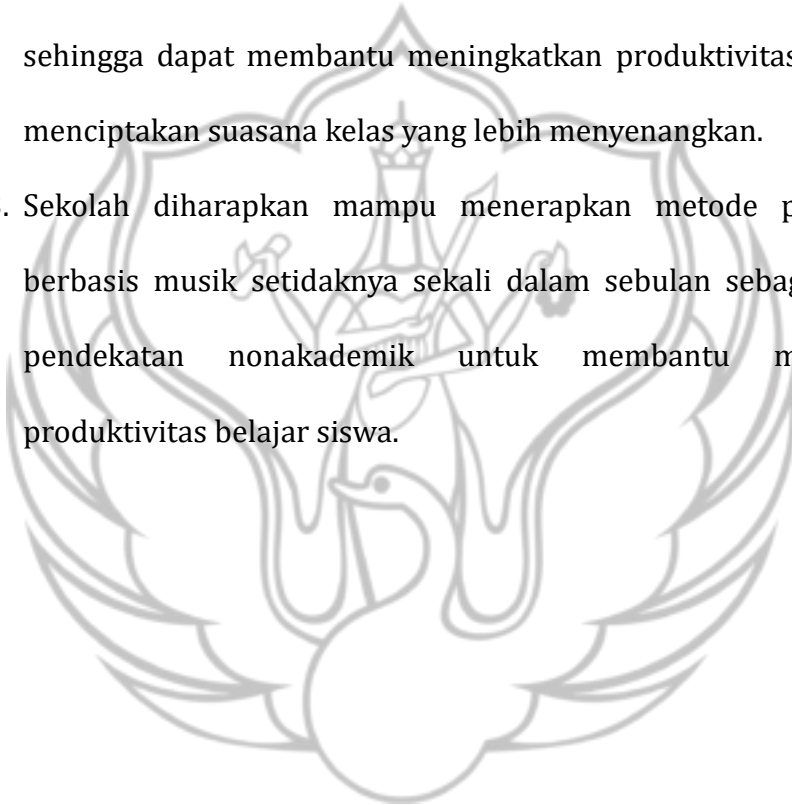 sehingga dapat membantu meningkatkan produktivitas
menciptakan suasana kelas yang lebih menyenangkan.
. Sekolah diharapkan mampu menerapkan metode p
berbasis musik setidaknya sekali dalam sebulan sebag
pendekatan nonakademik untuk membantu m
produktivitas belajar siswa.